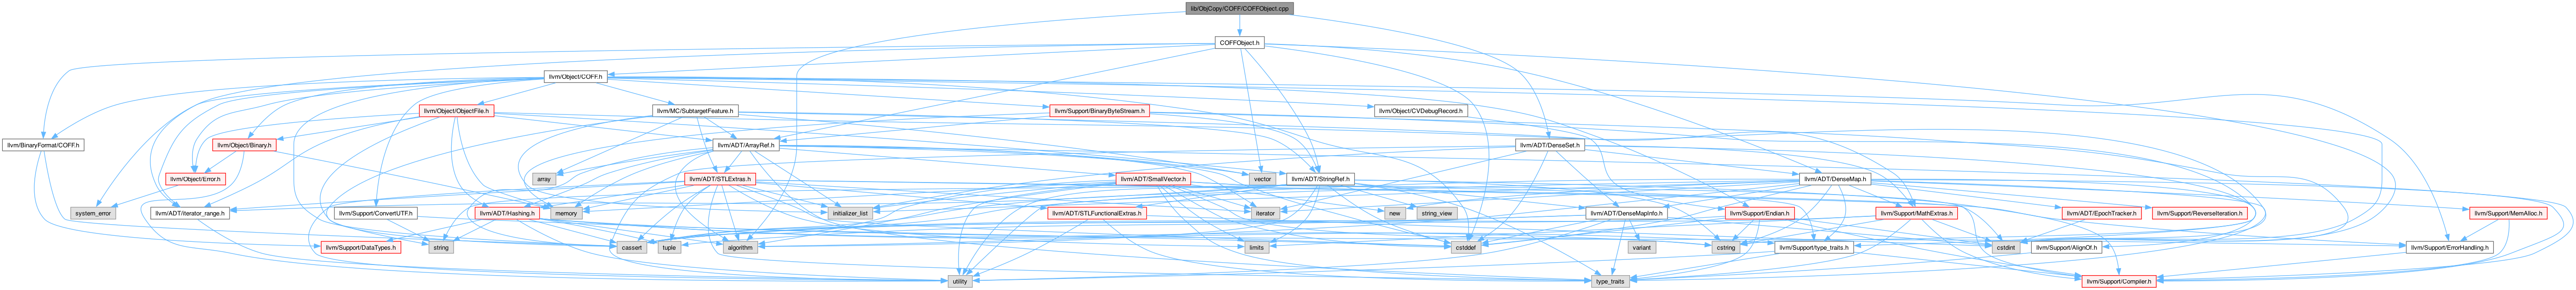 lib/ObjCopy/COFF/COFFObject.cpp
COFFObject.h
llvm/Object/COFF.h
llvm/Object/ObjectFile.h
llvm/MC/SubtargetFeature.h
llvm/Support/BinaryByteStream.h
llvm/Object/CVDebugRecord.h
llvm/BinaryFormat/COFF.h
llvm/Object/Binary.h
llvm/ADT/ArrayRef.h
llvm/ADT/DenseSet.h
llvm/Object/Error.h
array
llvm/ADT/STLExtras.h
llvm/ADT/SmallVector.h
vector
llvm/ADT/StringRef.h
llvm/ADT/DenseMap.h
system_error
llvm/ADT/iterator_range.h
llvm/Support/ConvertUTF.h
llvm/ADT/Hashing.h
memory
initializer_list
llvm/ADT/STLFunctionalExtras.h
iterator
new
string_view
llvm/ADT/DenseMapInfo.h
llvm/Support/Endian.h
llvm/Support/MathExtras.h
llvm/ADT/EpochTracker.h
llvm/Support/ReverseIteration.h
llvm/Support/MemAlloc.h
llvm/Support/DataTypes.h
string
cassert
tuple
algorithm
limits
cstddef
variant
cstring
llvm/Support/type_traits.h
cstdint
llvm/Support/AlignOf.h
llvm/Support/ErrorHandling.h
utility
type_traits
llvm/Support/Compiler.h